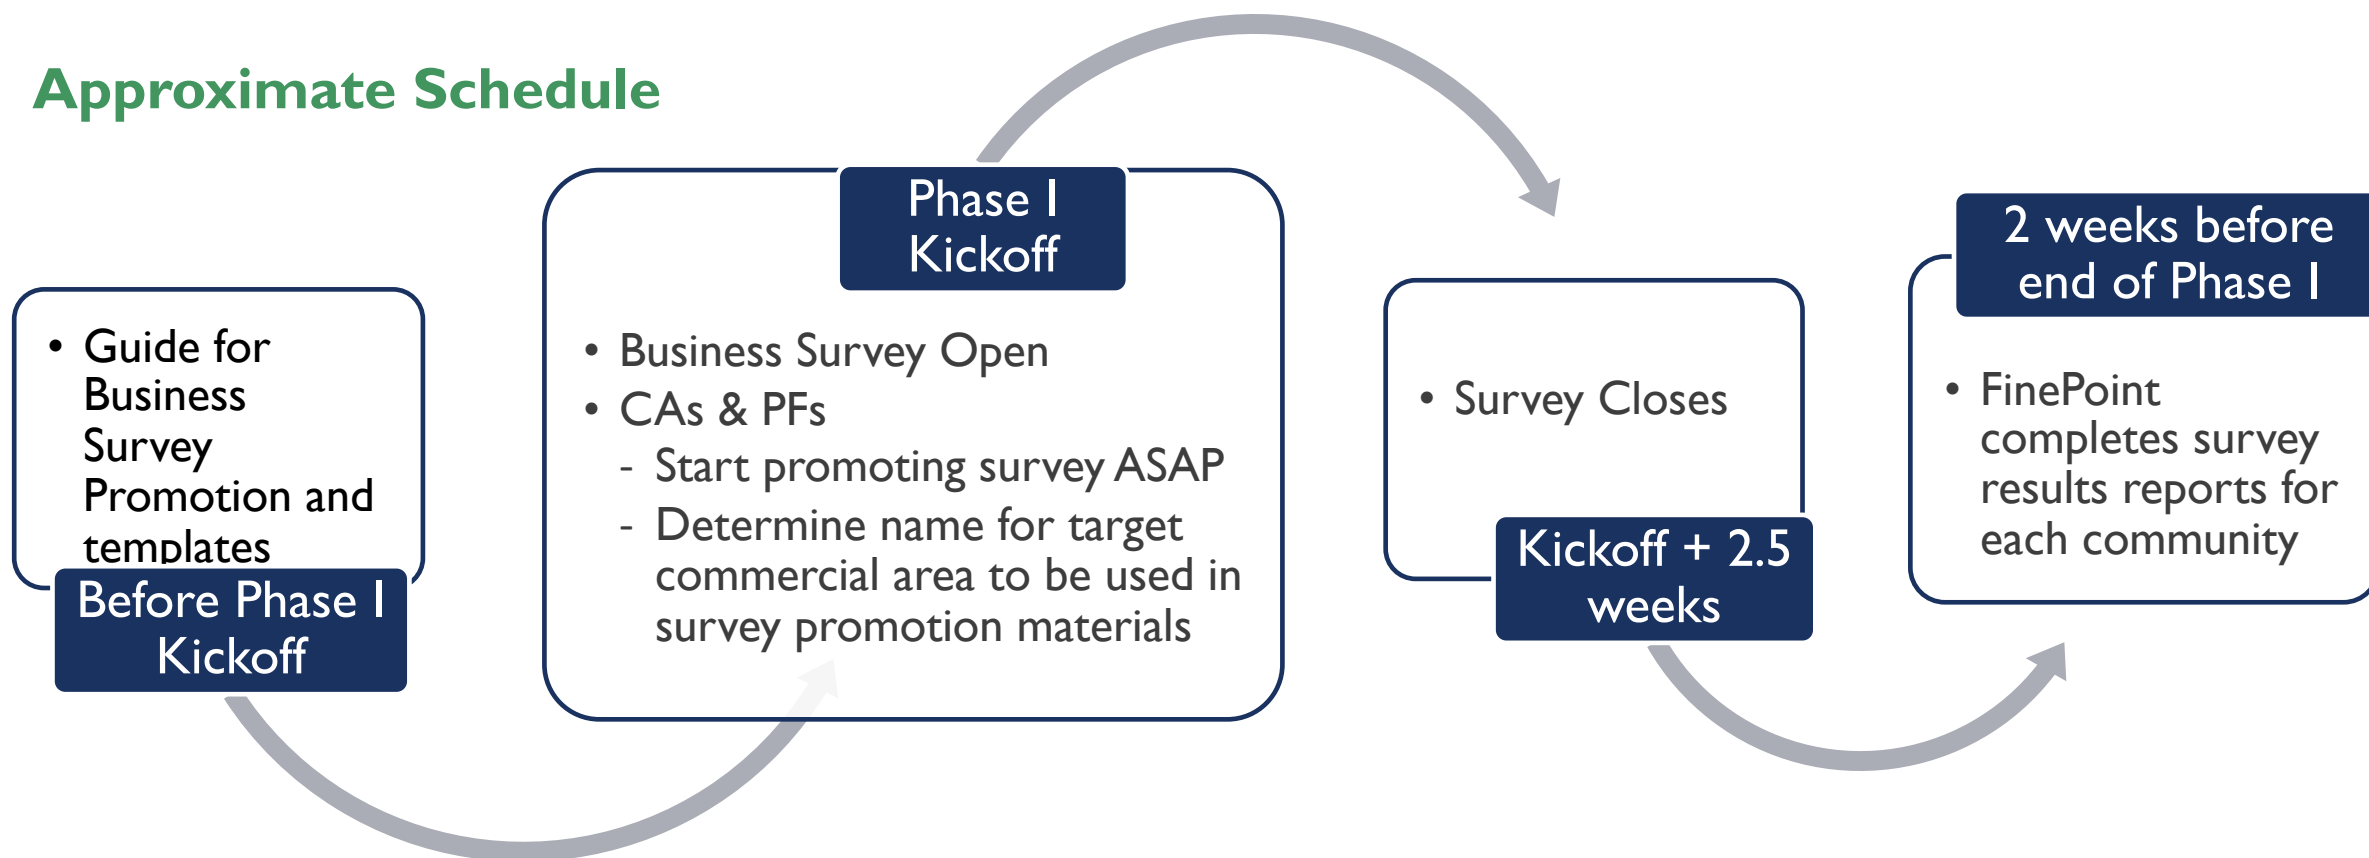 Approximate Schedule
• Guide for
Business
Survey
Promotion and
templates
Before Phase I
Kickoff
Phase I
Kickoff
• Business Survey Open
• CAs & PFs
- Start promoting survey ASAP
- Determine name for target
commercial area to be used in
survey promotion materials
• Survey Closes
Kickoff + 2.5
weeks
2 weeks before
end of Phase I
• FinePoint
completes survey
results reports for
each community